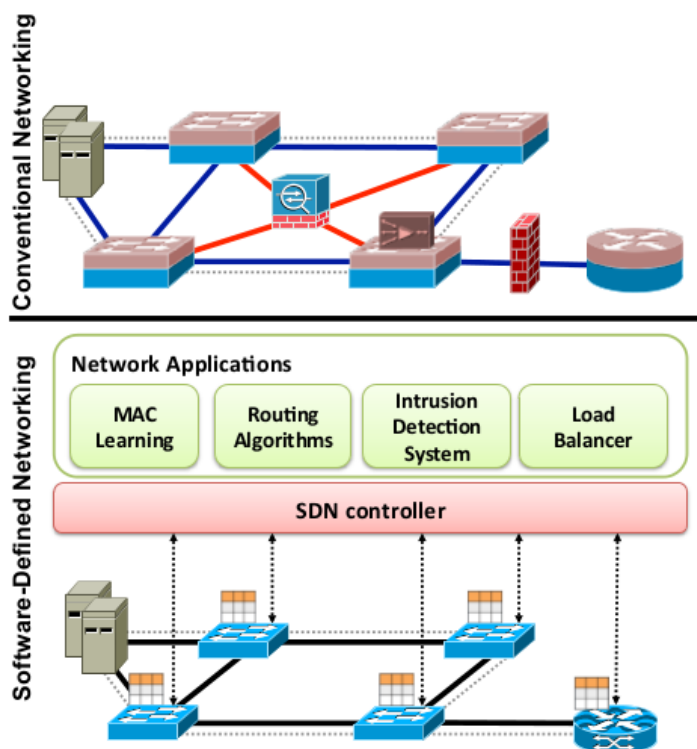 Conventional Networking
Software-Defined Networking
Network Applications
MAC
Learning
Routing
Algorithms
Intrusion
Detection
System
Load
Balancer
SDN controller